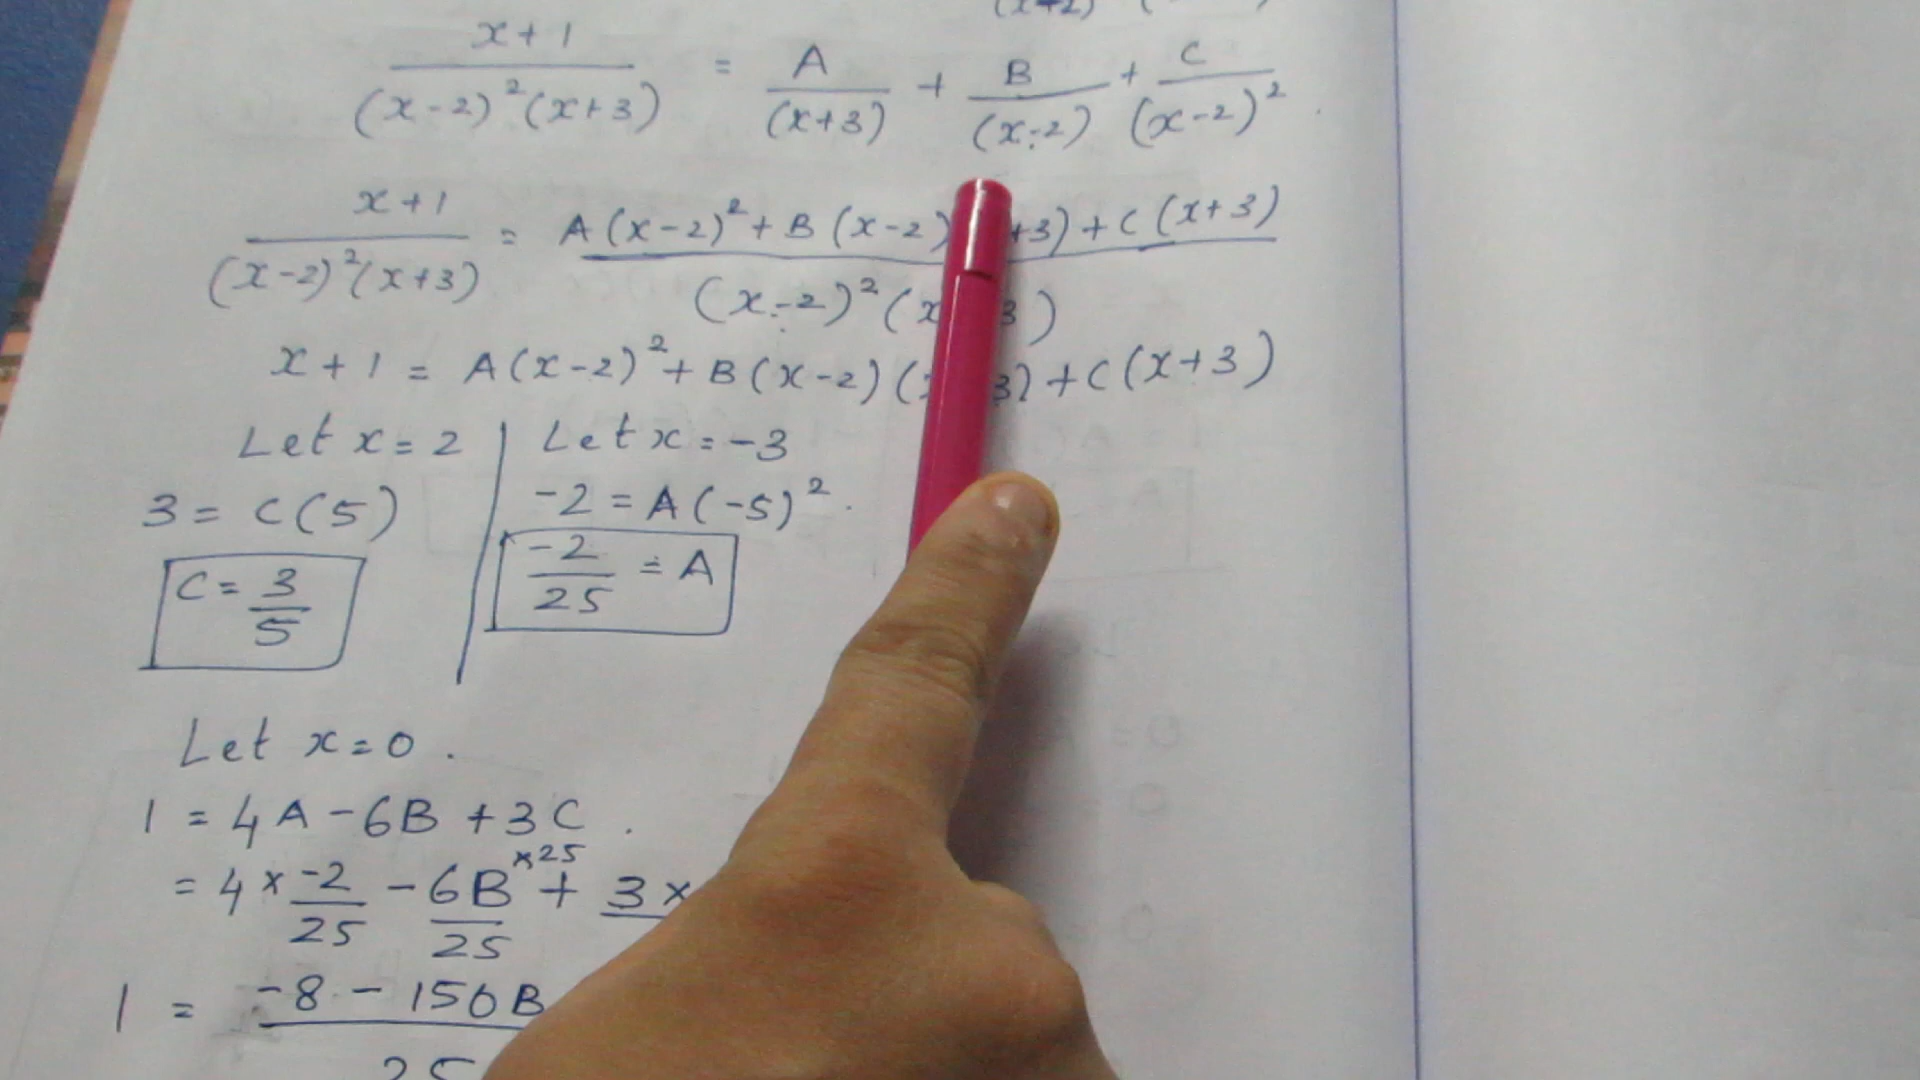 x+1 / (x-2)²(x+3) = A / (x+3) + B / (x-2) + C / (x-2)²
x+1 / (x-2)²(x+3) = A(x-2)² + B(x-2) +3) + C(x+3) / (x-2)²(x 3)
x+1 = A(x-2)² + B(x-2)( 3) + C(x+3)
Let x = 2
3 = C(5)
C = 3/5
Let x = -3
-2 = A(-5)²
-2/25 = A
Let x = 0.
1 = 4A - 6B + 3C.
= 4 × -2/25 - 6B×25/25 + 3×
1 = -8 - 150B
25